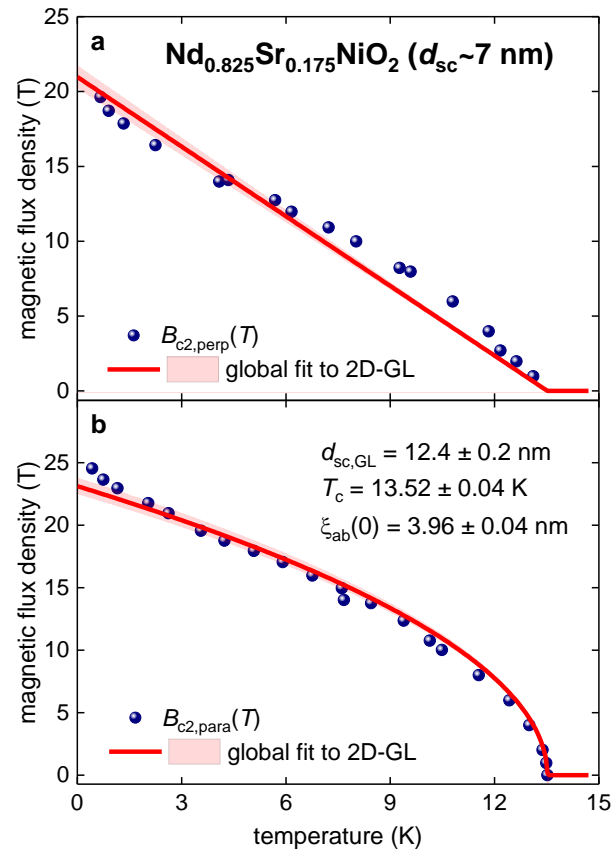 a
Nd0.825Sr0.175NiO2 (dsc~7 nm)
magnetic flux density (T)
25
20
15
10
5
0
Bc2,perp(T)
global fit to 2D-GL
b
dsc,GL = 12.4 ± 0.2 nm
Tc = 13.52 ± 0.04 K
ξab(0) = 3.96 ± 0.04 nm
magnetic flux density (T)
25
20
15
10
5
0
Bc2,para(T)
global fit to 2D-GL
0 3 6 9 12 15
temperature (K)